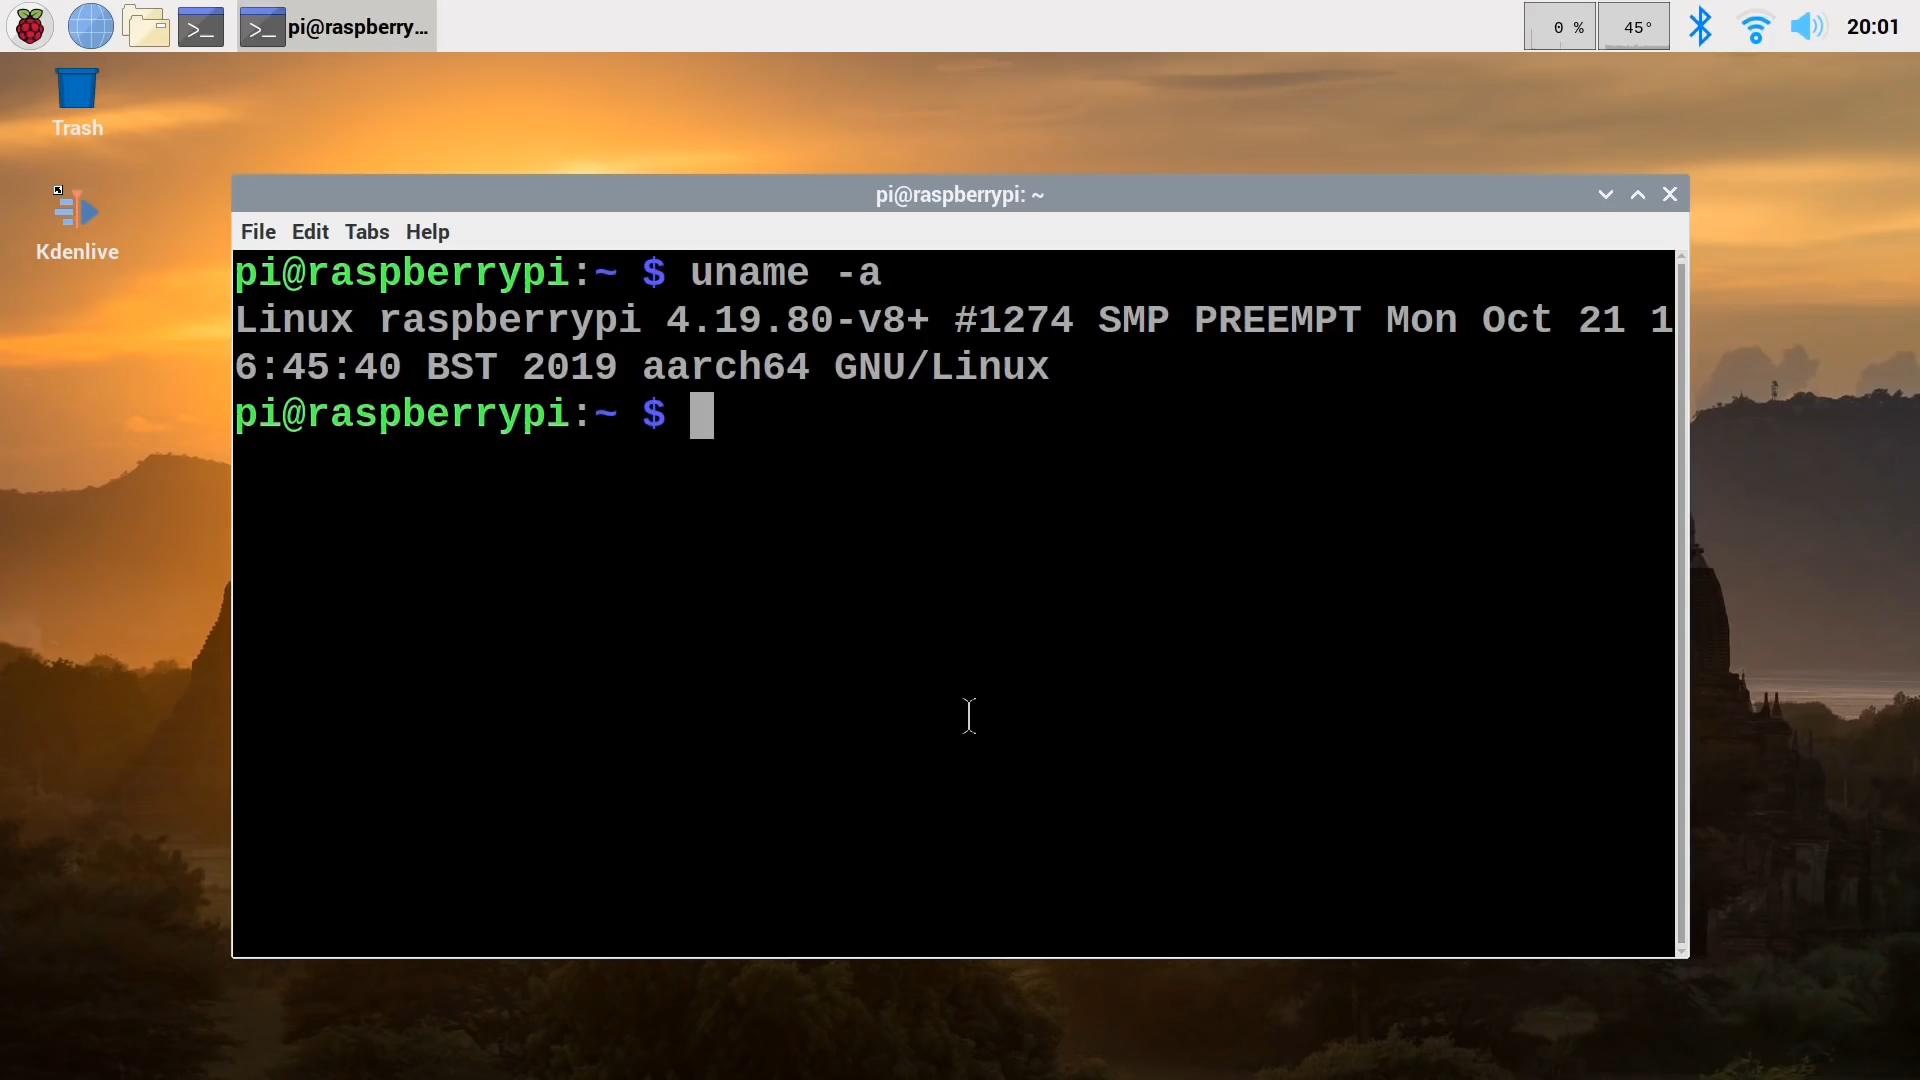 pi@raspberry...
0 %
45°
20:01
Trash
Kdenlive
pi@raspberrypi: ~
File Edit Tabs Help
pi@raspberrypi:~ $ uname -a
Linux raspberrypi 4.19.80-v8+ #1274 SMP PREEMPT Mon Oct 21 1
6:45:40 BST 2019 aarch64 GNU/Linux
pi@raspberrypi:~ $